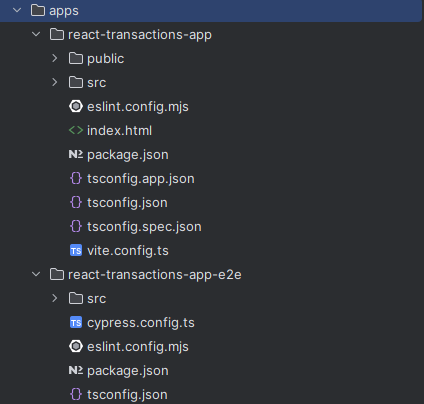 apps
react-transactions-app
public
src
eslint.config.mjs
<> index.html
N package.json
{} tsconfig.app.json
{} tsconfig.json
{} tsconfig.spec.json
TS vite.config.ts
react-transactions-app-e2e
src
TS cypress.config.ts
eslint.config.mjs
N package.json
{} tsconfig.json